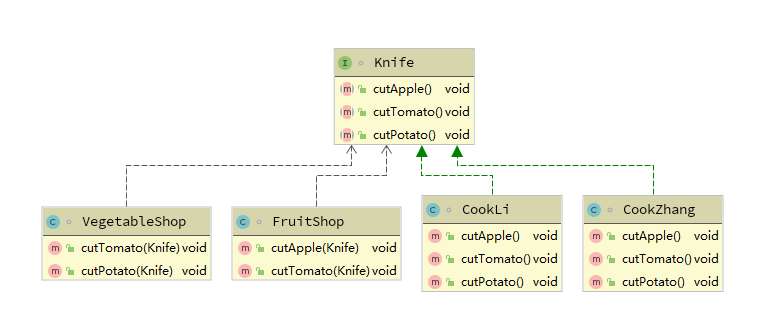 I Knife
m cutApple() void
m cutTomato() void
m cutPotato() void
C VegetableShop
m cutTomato(Knife) void
m cutPotato(Knife) void
C FruitShop
m cutApple(Knife) void
m cutTomato(Knife) void
C CookLi
m cutApple() void
m cutTomato() void
m cutPotato() void
C CookZhang
m cutApple() void
m cutTomato() void
m cutPotato() void